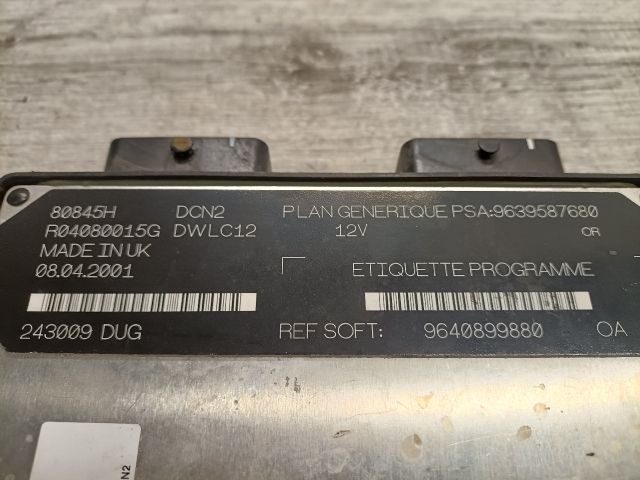 80845H DCN2 PLAN GENERIQUE PSA:9639587680
R04080015G DWLC12 12V OR
MADE IN UK
08.04.2001 ETIQUETTE PROGRAMME
243009 DUG REF SOFT: 9640899880 OA
N2